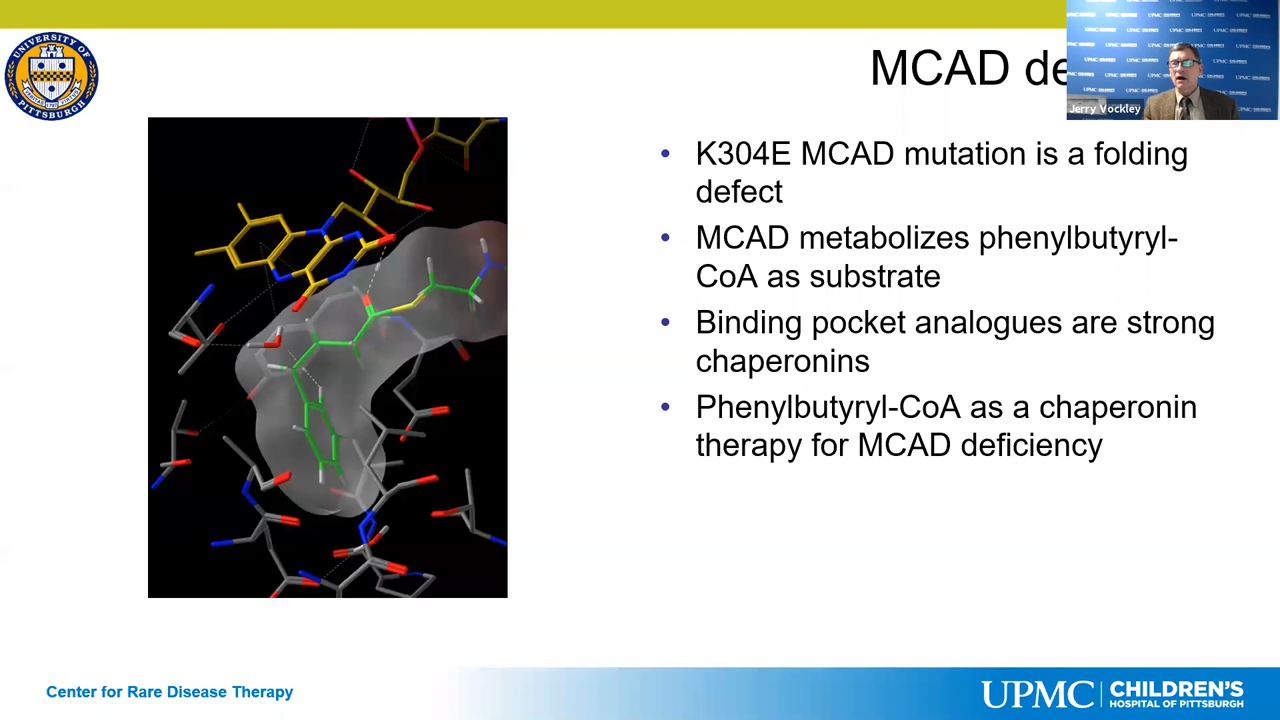 UNIVERSITY OF
PITTSBURGH
MCAD de
Jerry Vockley
• K304E MCAD mutation is a folding
defect
• MCAD metabolizes phenylbutyryl-
CoA as substrate
• Binding pocket analogues are strong
chaperonins
• Phenylbutyryl-CoA as a chaperonin
therapy for MCAD deficiency
Center for Rare Disease Therapy
UPMC CHILDREN'S
HOSPITAL OF PITTSBURGH